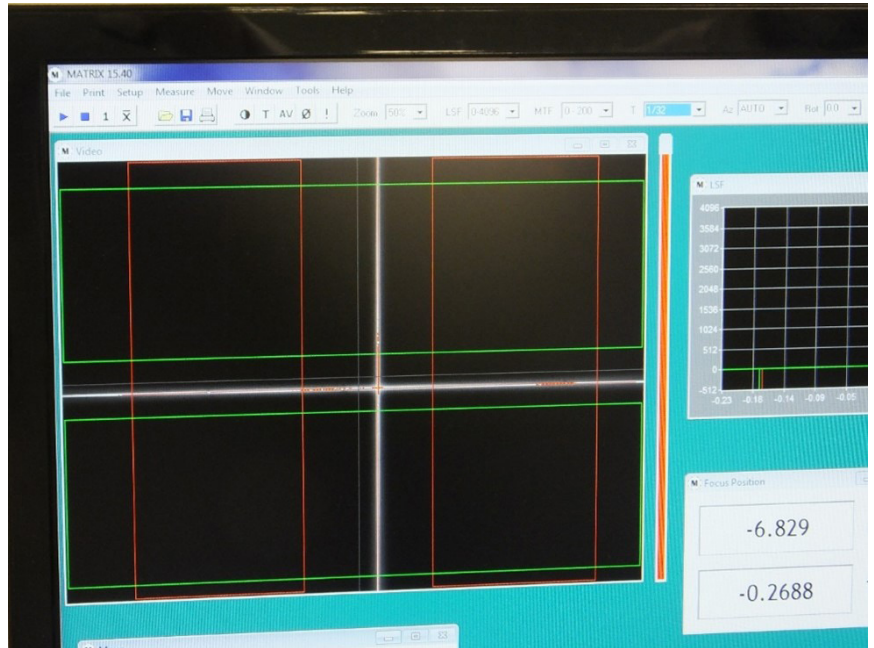 M MATRIX 15.40
File Print Setup Measure Move Window Tools Help
1 X T AV Ø ! Zoom 50% LSF 0-4096 MTF 0 - 200 T 1/32 Az AUTO Rot 0.0
M Video
M LSF
4096
3584
3072
2560
2048
1536
1024
512
0
-512
-0.23 -0.18 -0.14 -0.09 -0.05
M Focus Position
-6.829
-0.2688